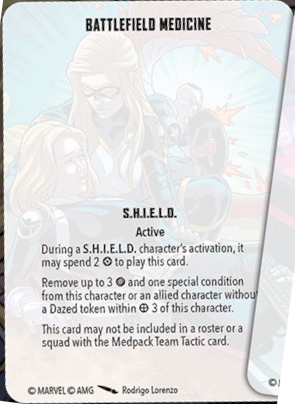 BATTLEFIELD MEDICINE
S.H.I.E.L.D.
Active
During a S.H.I.E.L.D. character's activation, it
may spend 2 to play this card.
Remove up to 3 and one special condition
from this character or an allied character without
a Dazed token within 3 of this character.
This card may not be included in a roster or a
squad with the Medpack Team Tactic card.
© MARVEL © AMG Rodrigo Lorenzo
©